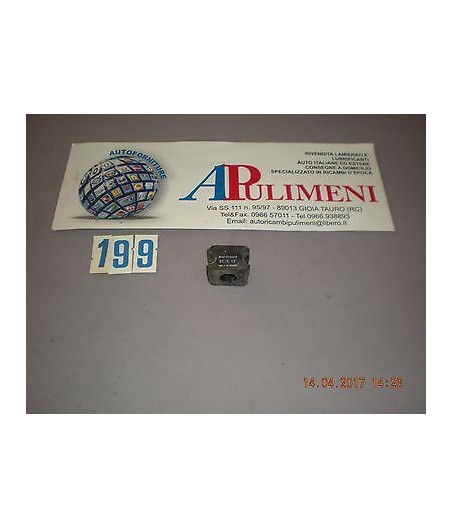 AUTOFORNITURE
RIVENDITA LAMIERATI E
LUBRIFICANTI
AUTO ITALIANE ED ESTERE
CONSEGNE A DOMICILIO
SPECIALIZZATO IN RICAMBI D'EPOCA
APULIMENI
Via SS 111 n. 95/97 - 89013 GIOIA TAURO (RC)
Tel&Fax. 0966 57011 - Tel 0966.938893
Email: autoricambipulimeni@libero.it
199
14.04.2017 14:28